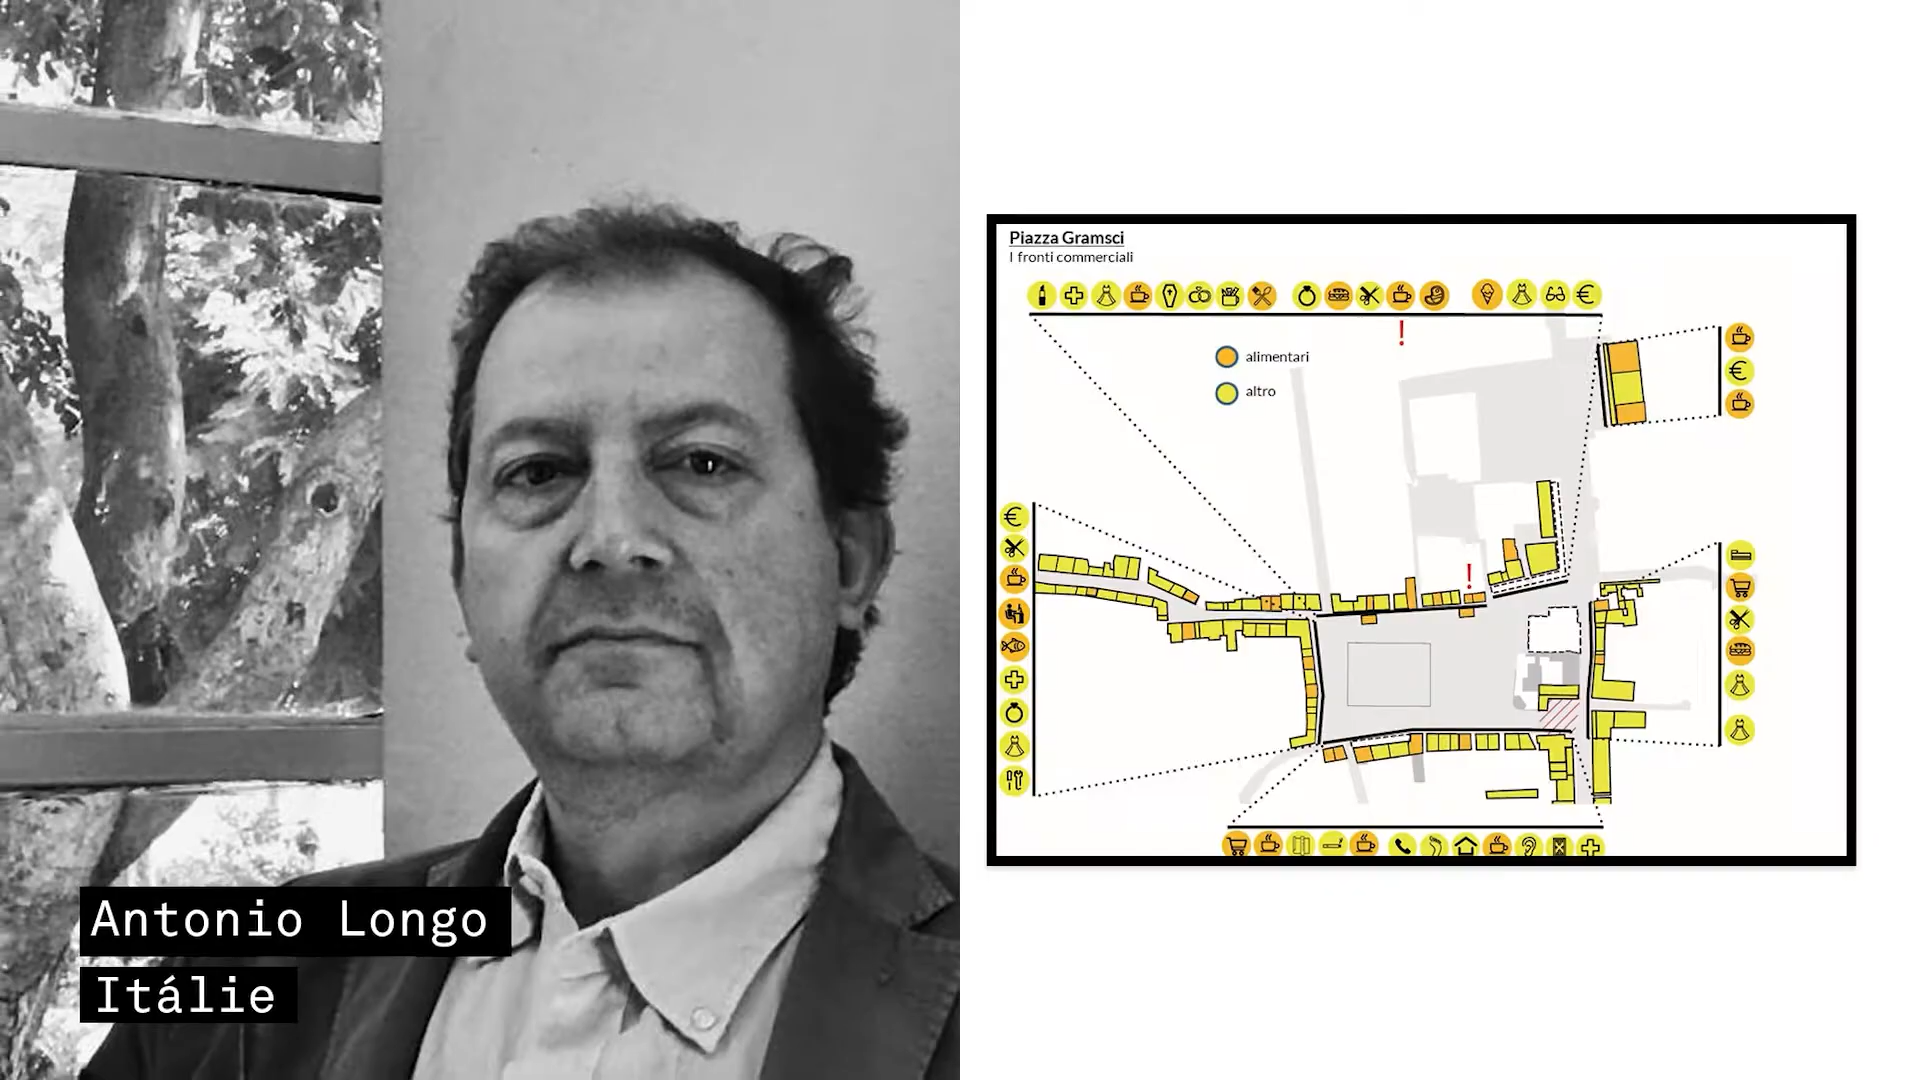 Antonio Longo
Itálie
Piazza Gramsci
I fronti commerciali
alimentari
altro